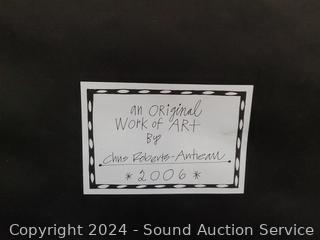 an ORiginal
WORK of ART
By
Chris Roberts-Antieau
*2006*
Copyright 2024 - Sound Auction Service